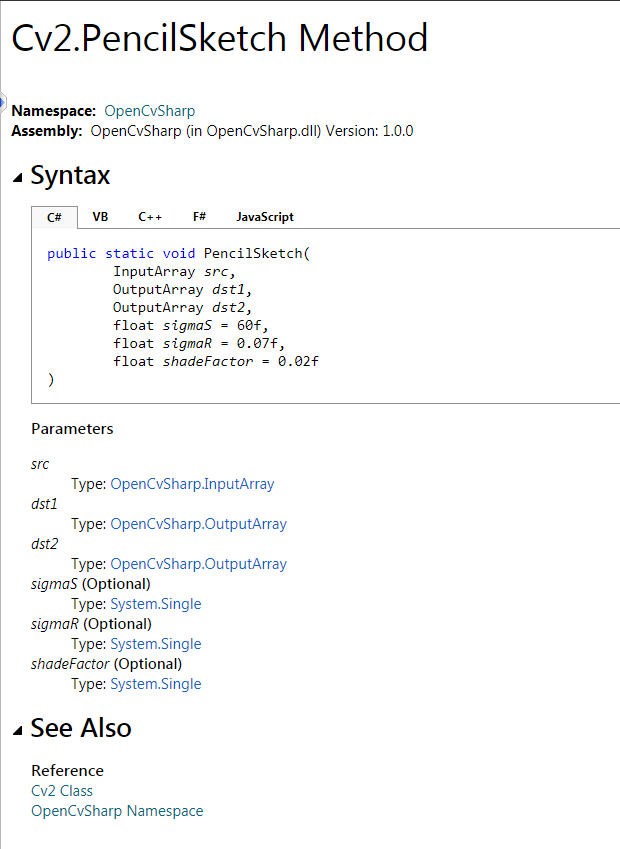 Cv2.PencilSketch Method
Namespace: OpenCvSharp
Assembly: OpenCvSharp (in OpenCvSharp.dll) Version: 1.0.0
Syntax
C# VB C++ F# JavaScript
public static void PencilSketch(
InputArray src,
OutputArray dst1,
OutputArray dst2,
float sigmaS = 60f,
float sigmaR = 0.07f,
float shadeFactor = 0.02f
)
Parameters
src
Type: OpenCvSharp.InputArray
dst1
Type: OpenCvSharp.OutputArray
dst2
Type: OpenCvSharp.OutputArray
sigmaS (Optional)
Type: System.Single
sigmaR (Optional)
Type: System.Single
shadeFactor (Optional)
Type: System.Single
See Also
Reference
Cv2 Class
OpenCvSharp Namespace